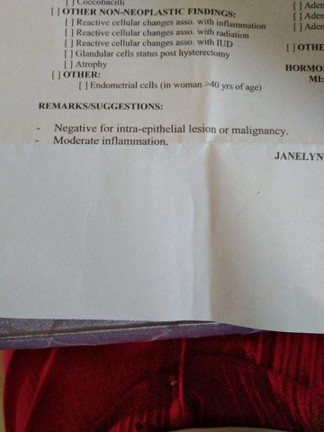 Coccobacilli
[ ] OTHER NON-NEOPLASTIC FINDINGS:
[ ] Reactive cellular changes asso. with inflammation
[ ] Reactive cellular changes asso. with radiation
[ ] Reactive cellular changes asso. with IUD
[ ] Glandular cells status post hysterectomy
[ ] Atrophy
[ ] OTHER:
[ ] Endometrial cells (in woman >40 yrs of age)
[ ] Aden
[ ] Aden
[ ] OTHE
HORMO
MI:
REMARKS/SUGGESTIONS:
- Negative for intra-epithelial lesion or malignancy.
- Moderate inflammation.
JANELYN